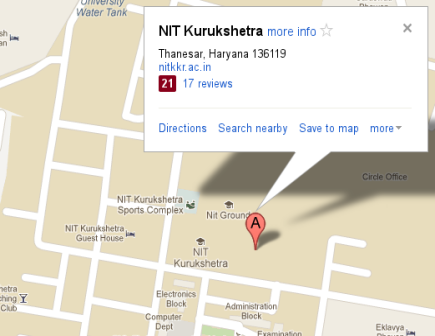 University
Water Tank
NIT Kurukshetra more info
Thanesar, Haryana 136119
nitkkr.ac.in
21 17 reviews
Directions Search nearby Save to map more
Circle Office
NIT Kurukshetra
Sports Complex
Nit Ground
A
NIT Kurukshetra
Guest House
NIT
Kurukshetra
Electronics
Block
Administration
Block
Computer
Dept
Examination
Club
Eklavya